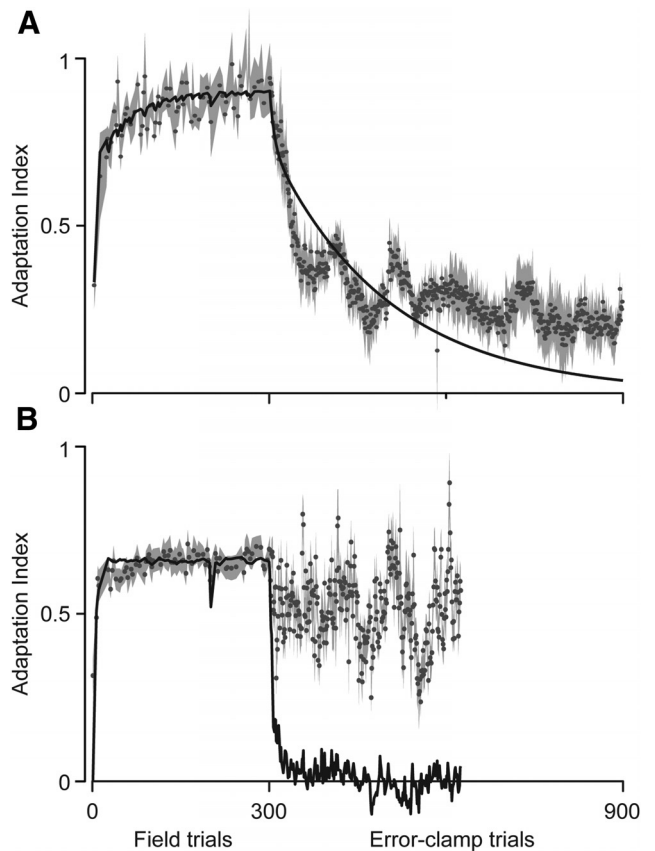 A
1
0.5
0
Adaptation Index
B
1
0.5
0
Adaptation Index
0 300 900
Field trials Error-clamp trials